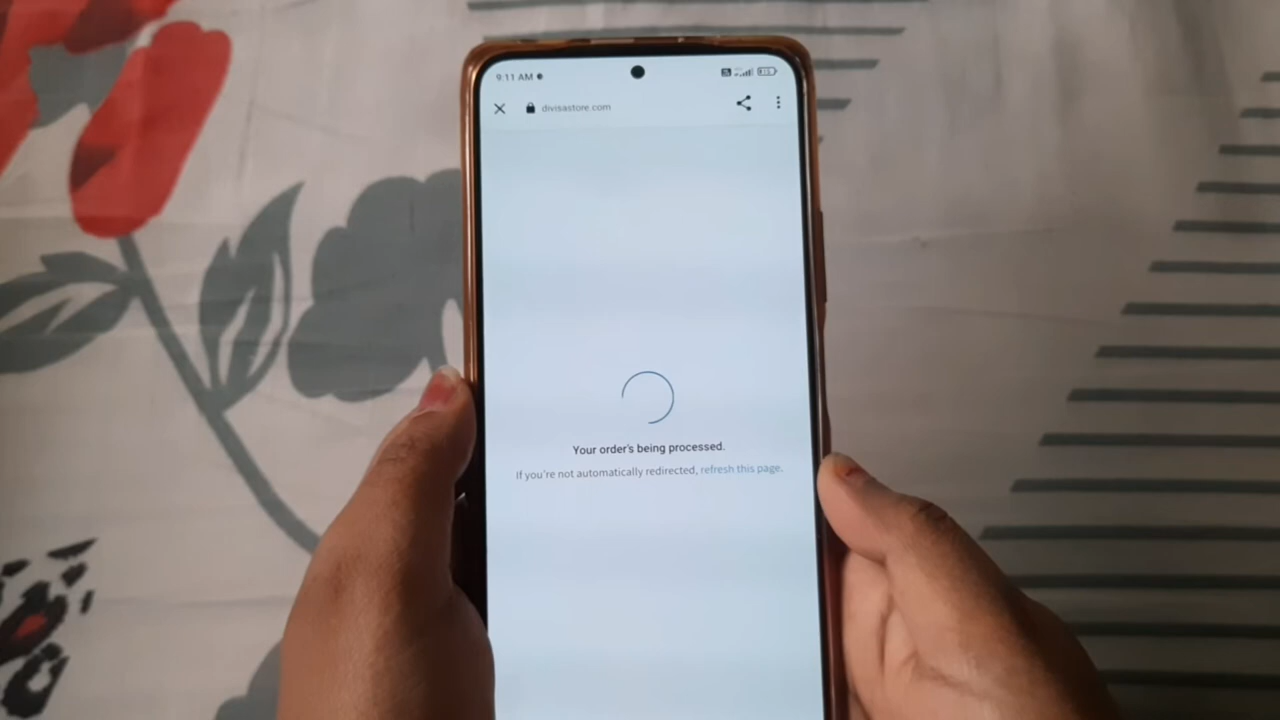 9:11 AM
divisastore.com
Your order's being processed.
If you're not automatically redirected, refresh this page.